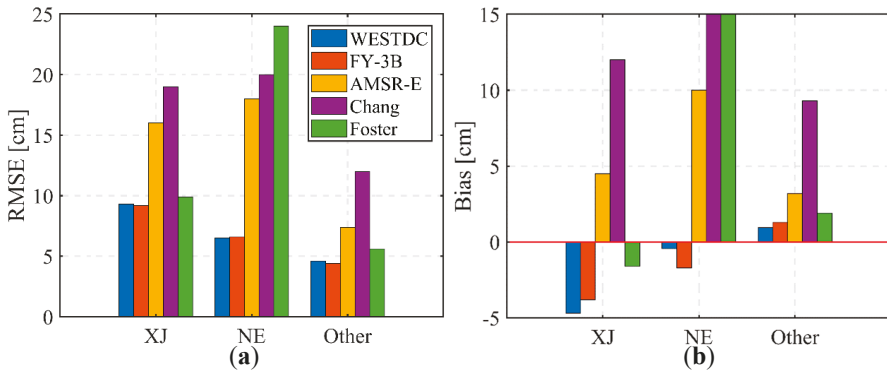 25
20
15
10
5
0
RMSE [cm]
WESTDC
FY-3B
AMSR-E
Chang
Foster
XJ
NE
Other
(a)
15
10
5
0
-5
Bias [cm]
XJ
NE
Other
(b)